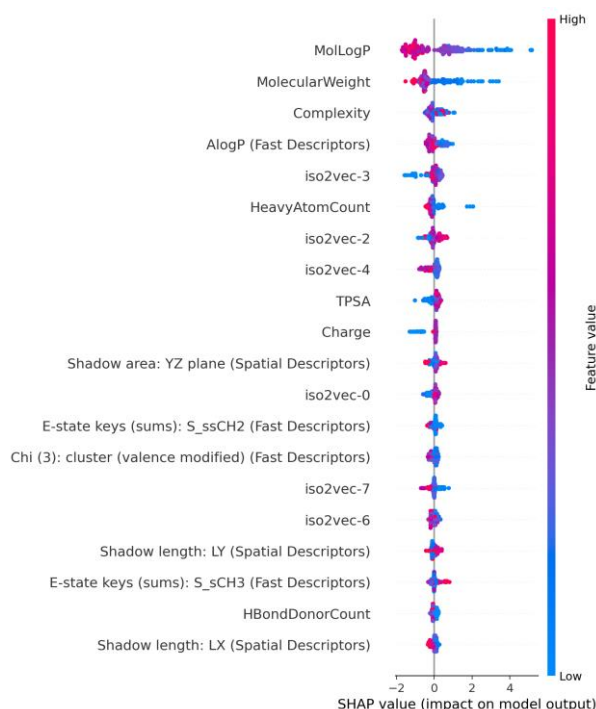 High
MolLogP
MolecularWeight
Complexity
AlogP (Fast Descriptors)
iso2vec-3
HeavyAtomCount
iso2vec-2
iso2vec-4
TPSA
Charge
Shadow area: YZ plane (Spatial Descriptors)
iso2vec-0
E-state keys (sums): S_ssCH2 (Fast Descriptors)
Chi (3): cluster (valence modified) (Fast Descriptors)
iso2vec-7
iso2vec-6
Shadow length: LY (Spatial Descriptors)
E-state keys (sums): S_sCH3 (Fast Descriptors)
HBondDonorCount
Shadow length: LX (Spatial Descriptors)
Feature value
Low
−2 0 2 4
SHAP value (impact on model output)